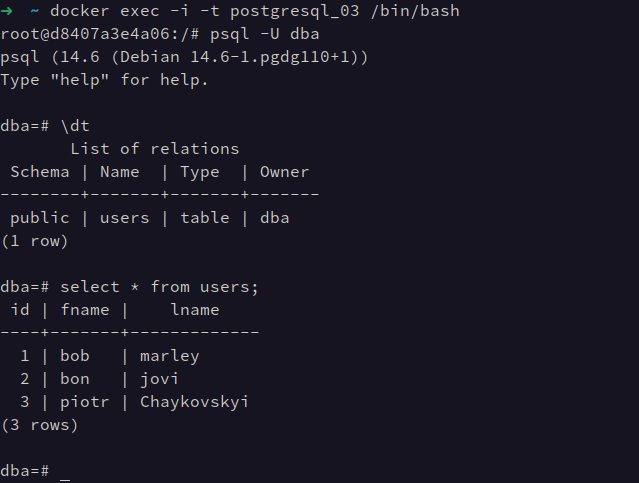 ➜  ~ docker exec -i -t postgresql_03 /bin/bash
root@d8407a3e4a06:/# psql -U dba
psql (14.6 (Debian 14.6-1.pgdg110+1))
Type "help" for help.

dba=# \dt
       List of relations
 Schema | Name  | Type  | Owner
--------+-------+-------+-------
 public | users | table | dba
(1 row)

dba=# select * from users;
 id | fname |    lname
----+-------+-------------
  1 | bob   | marley
  2 | bon   | jovi
  3 | piotr | Chaykovskyi
(3 rows)

dba=# _